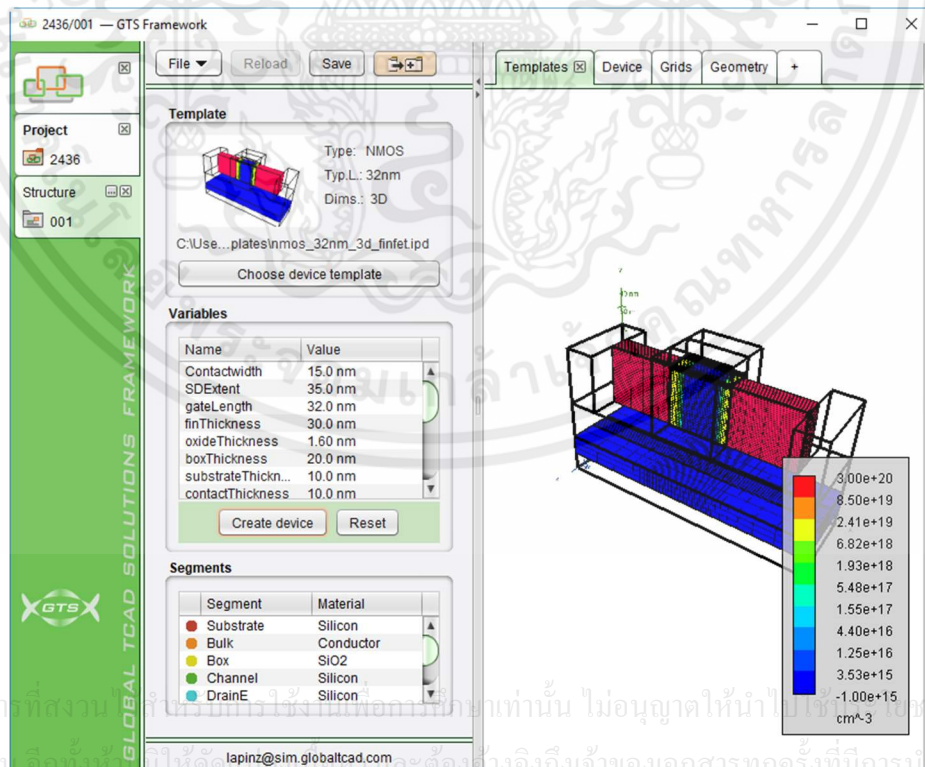 2436/001 — GTS Framework
File
Reload
Save
Project
2436
Structure
001
GLOBAL TCAD SOLUTIONS FRAMEWORK
GTS
Template
Type: NMOS
Typ.L.: 32nm
Dims.: 3D
C:\Use...plates\nmos_32nm_3d_finfet.ipd
Choose device template
Variables
Name Value
Contactwidth 15.0 nm
SDExtent 35.0 nm
gateLength 32.0 nm
finThickness 30.0 nm
oxideThickness 1.60 nm
boxThickness 20.0 nm
substrateThickn... 10.0 nm
contactThickness 10.0 nm
Create device
Reset
Segments
Segment Material
Substrate Silicon
Bulk Conductor
Box SiO2
Channel Silicon
DrainE Silicon
lapinz@sim.globaltcad.com
Templates
Device
Grids
Geometry
+
3.00e+20
8.50e+19
2.41e+19
6.82e+18
1.93e+18
5.48e+17
1.55e+17
4.40e+16
1.25e+16
3.53e+15
-1.00e+15
cm^-3